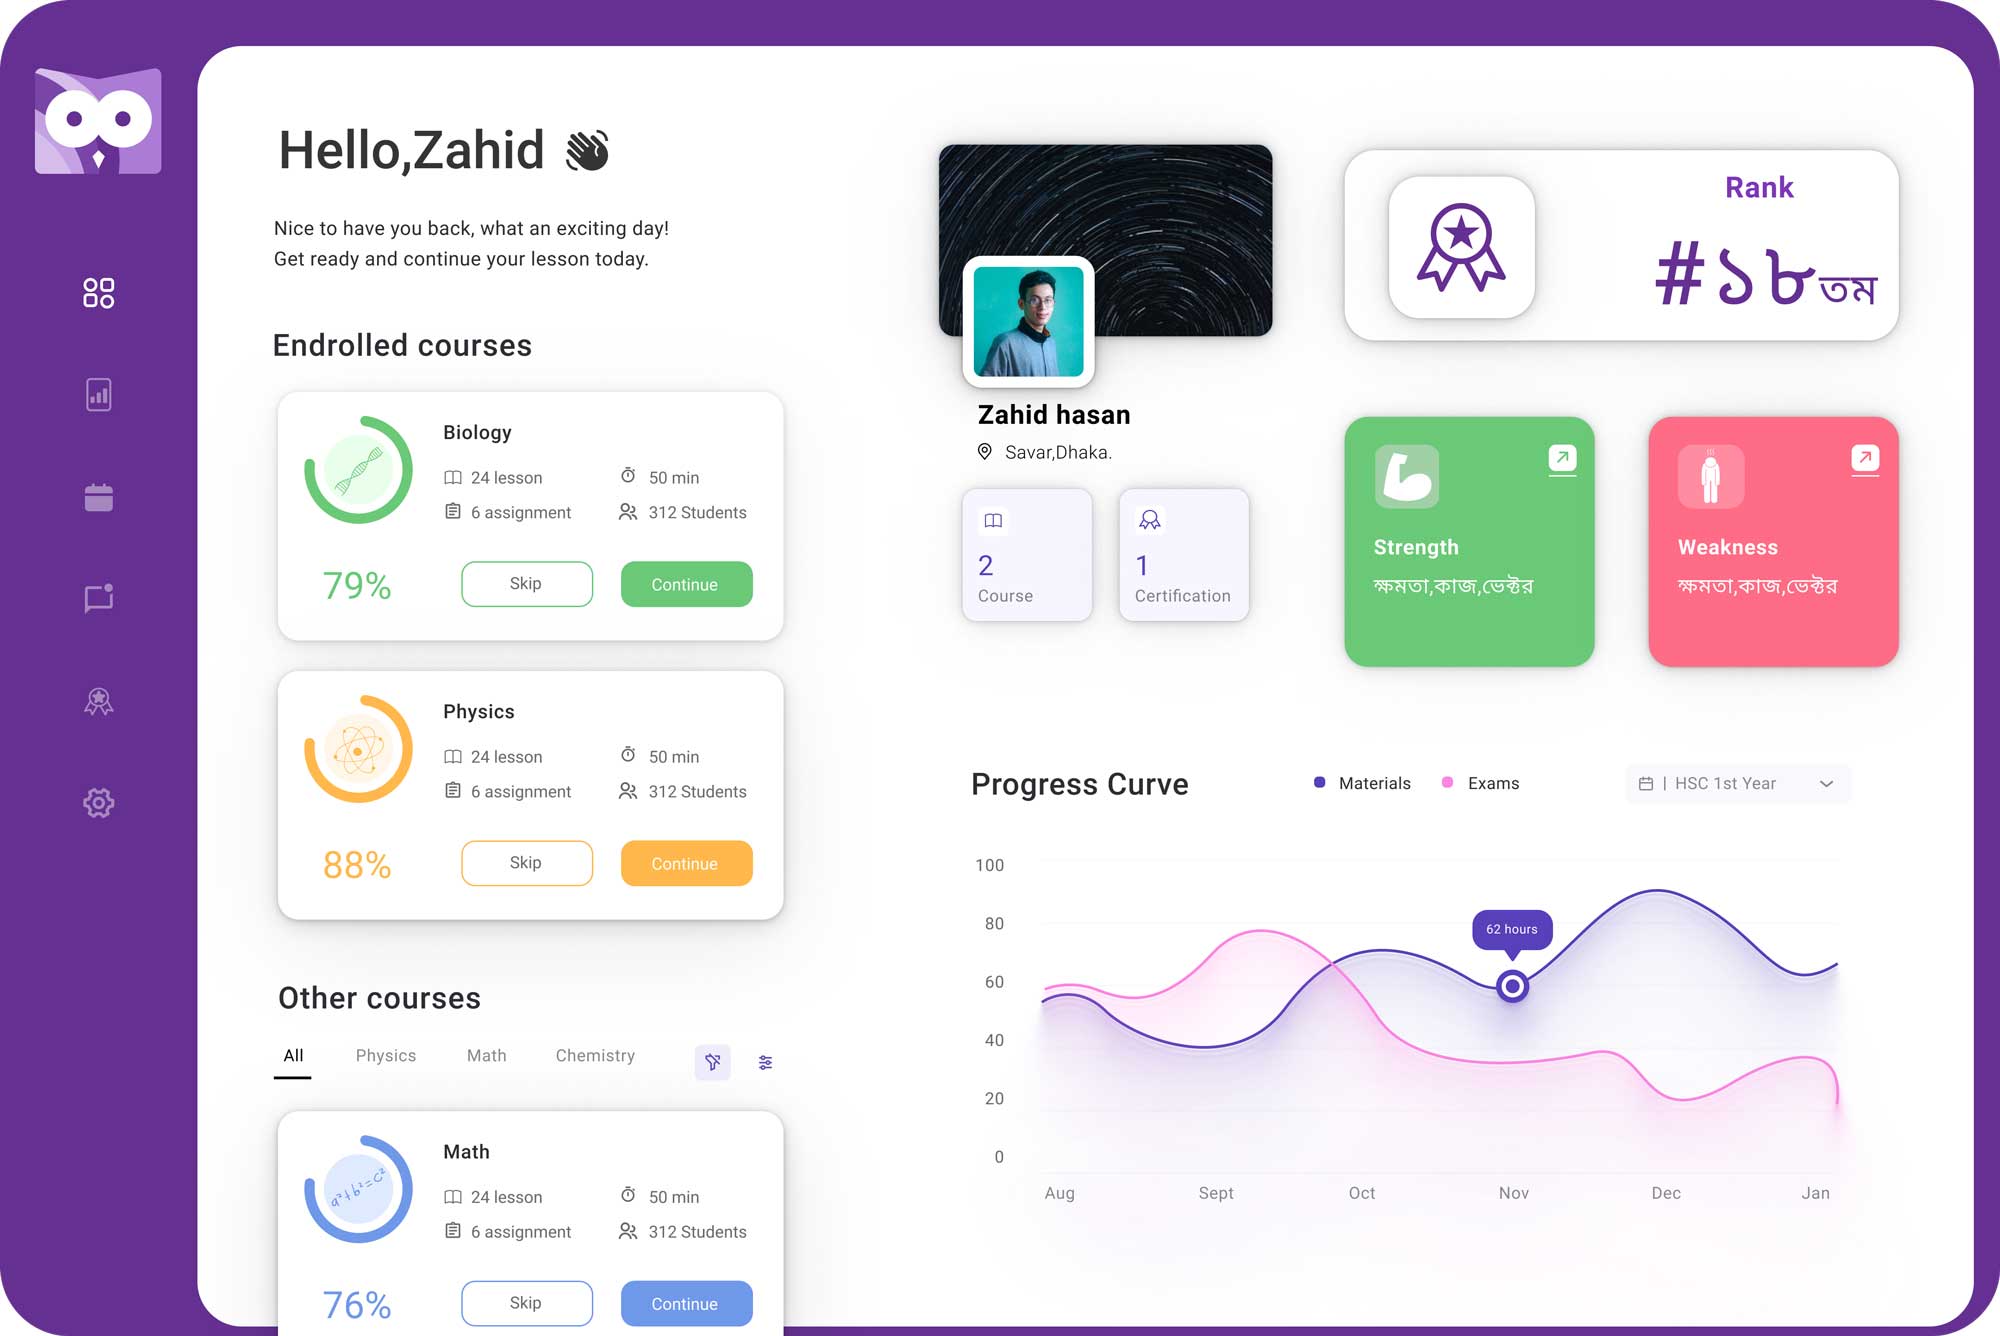 Hello,Zahid
Nice to have you back, what an exciting day!
Get ready and continue your lesson today.
Endrolled courses
Biology
24 lesson
50 min
6 assignment
312 Students
79%
Skip
Continue
Physics
24 lesson
50 min
6 assignment
312 Students
88%
Skip
Continue
Other courses
All
Physics
Math
Chemistry
Math
a²+b²=c²
24 lesson
50 min
6 assignment
312 Students
76%
Skip
Continue
Zahid hasan
Savar,Dhaka.
2
Course
1
Certification
Rank
#১৮তম
Strength
ক্ষমতা,কাজ,ভেক্টর
Weakness
ক্ষমতা,কাজ,ভেক্টর
Progress Curve
Materials
Exams
| HSC 1st Year
100
80
60
40
20
0
62 hours
Aug
Sept
Oct
Nov
Dec
Jan